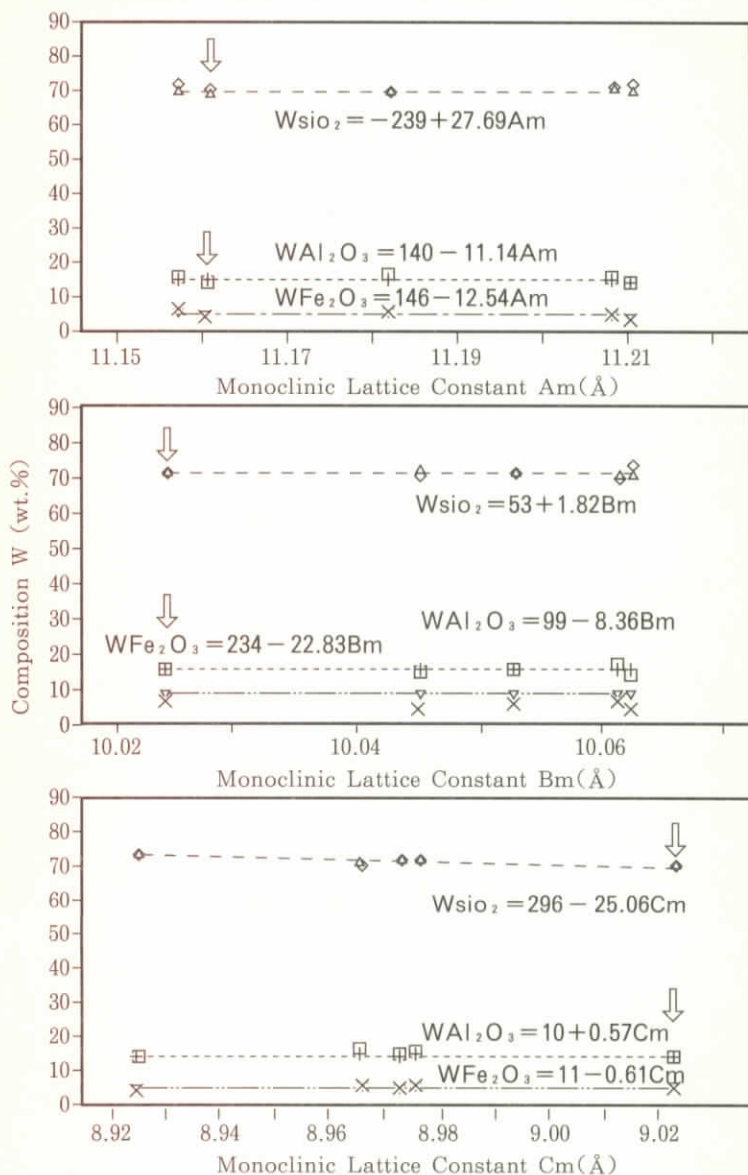 90
80
70
60
50
40
30
20
10
0
Wsio₂=−239+27.69Am
WAl₂O₃=140−11.14Am
WFe₂O₃=146−12.54Am
11.15 11.17 11.19 11.21
Monoclinic Lattice Constant Am(Å)
Composition W (wt.%)
90
80
70
60
50
40
30
20
10
0
Wsio₂=53+1.82Bm
WAl₂O₃=99−8.36Bm
WFe₂O₃=234−22.83Bm
10.02 10.04 10.06
Monoclinic Lattice Constant Bm(Å)
90
80
70
60
50
40
30
20
10
0
Wsio₂=296−25.06Cm
WAl₂O₃=10+0.57Cm
WFe₂O₃=11−0.61Cm
8.92 8.94 8.96 8.98 9.00 9.02
Monoclinic Lattice Constant Cm(Å)